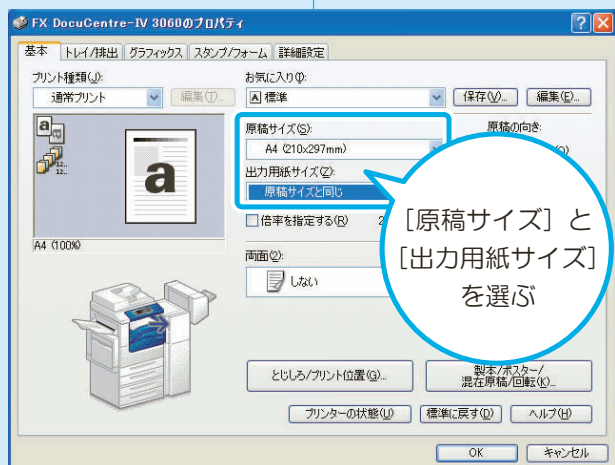 FX DocuCentre-IV 3060のプロパティ
基本 トレイ/排出 グラフィックス スタンプ/フォーム 詳細設定
プリント種類(J):
通常プリント 編集(T)...
お気に入り(I):
標準 保存(V)... 編集(E)...
原稿サイズ(S):
A4 (210x297mm)
原稿の向き:
出力用紙サイズ(Z):
原稿サイズと同じ
倍率を指定する(R)
A4 (100%)
両面(2):
しない
[原稿サイズ] と
[出力用紙サイズ]
を選ぶ
とじしろ/プリント位置(G)...
製本/ポスター/
混在原稿/回転(K)...
プリンターの状態(U) 標準に戻す(D) ヘルプ(H)
OK キャンセル